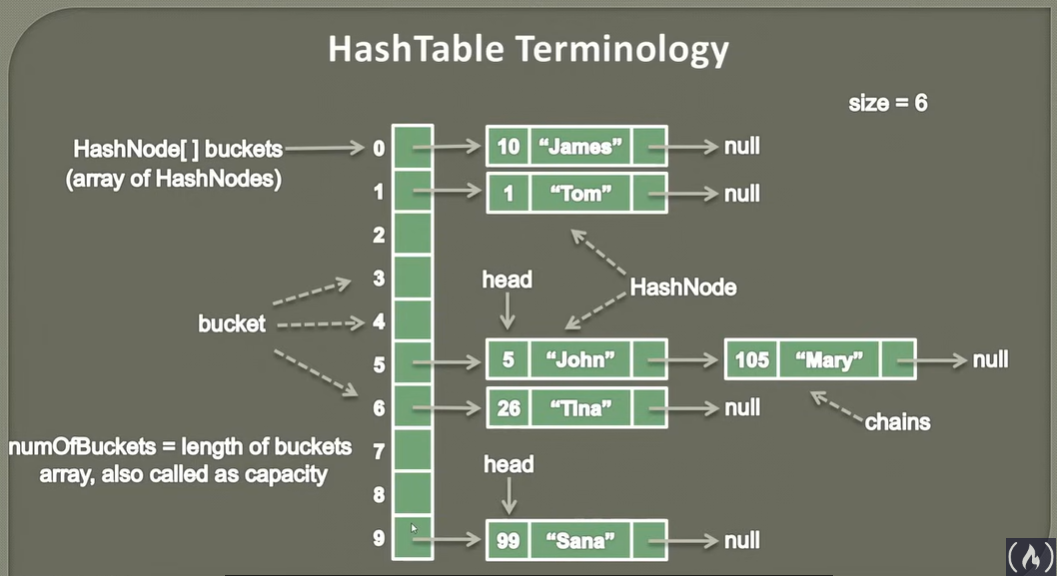 HashTable Terminology
size = 6
HashNode[ ] buckets
(array of HashNodes)
0
10 “James”
null
1
1 “Tom”
null
2
3
head
HashNode
bucket
4
5
5 “John”
105 “Mary”
null
6
26 “Tina”
null
chains
numOfBuckets = length of buckets
array, also called as capacity
7
head
8
9
99 “Sana”
null